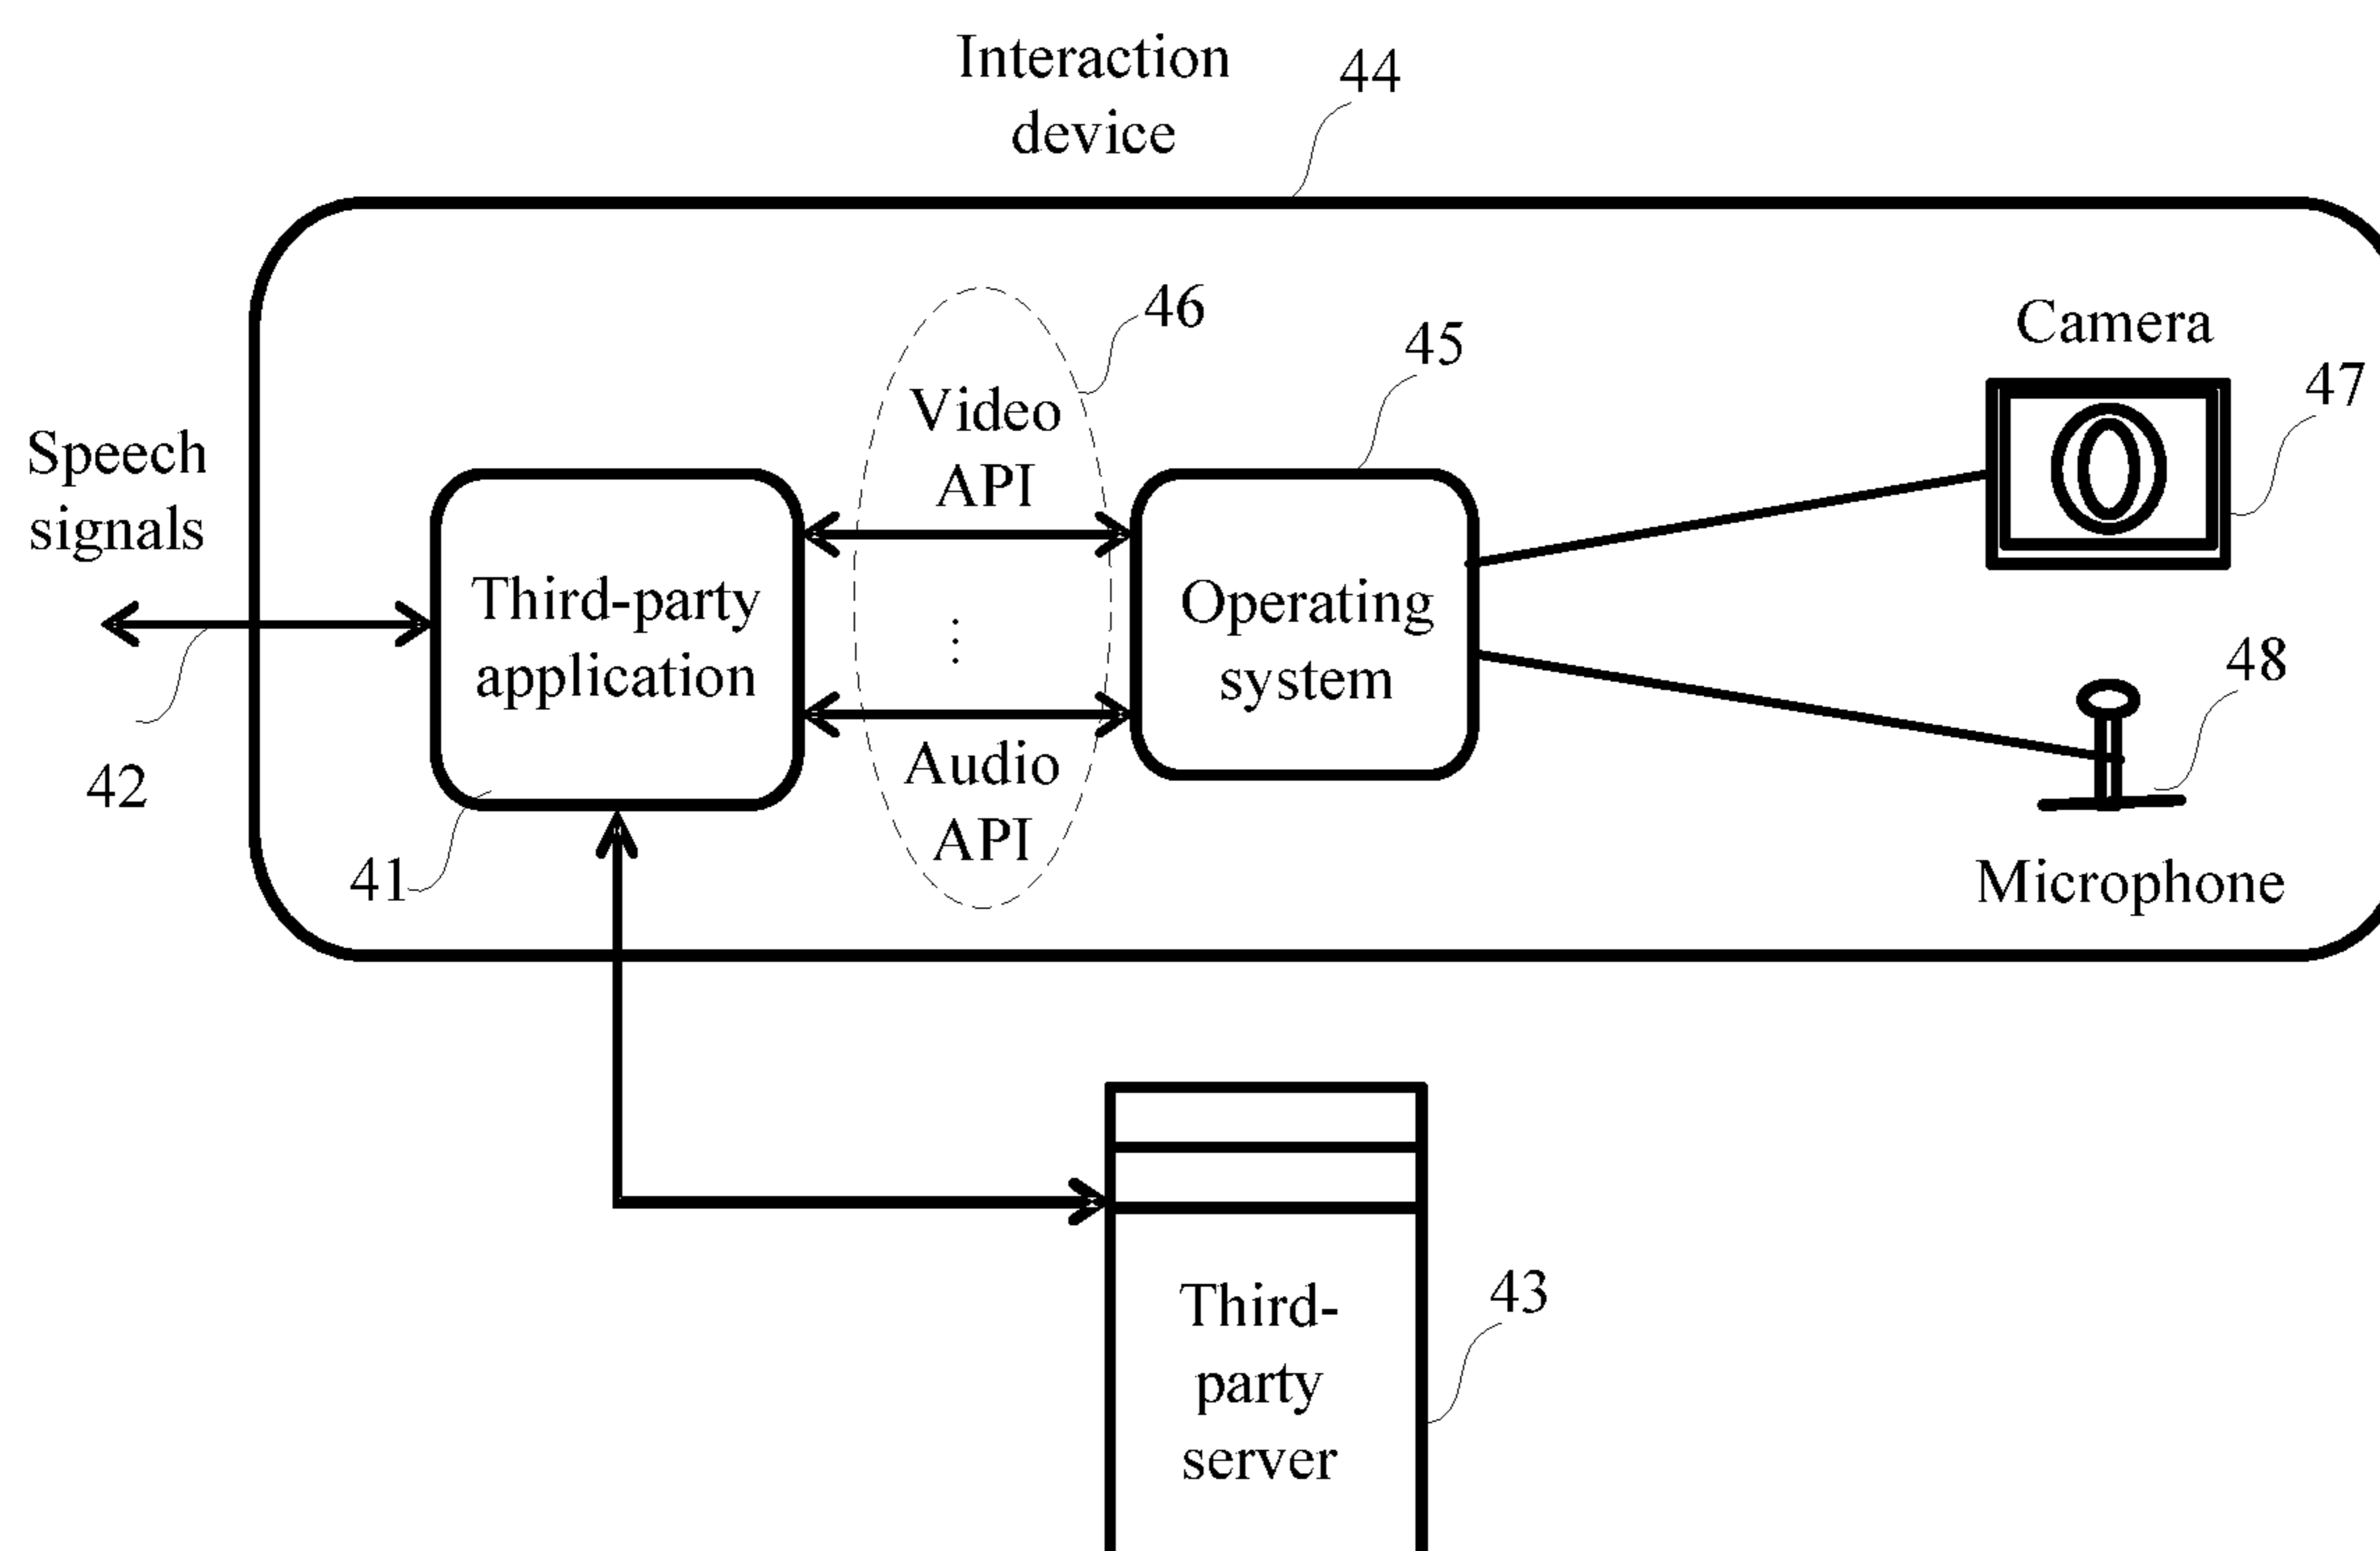 Interaction
device
44
46
45
Camera
47
Video
API
Speech
signals
Third-party
application
Operating
system
48
⋮
Audio
API
42
41
Microphone
Third-
party
server
43